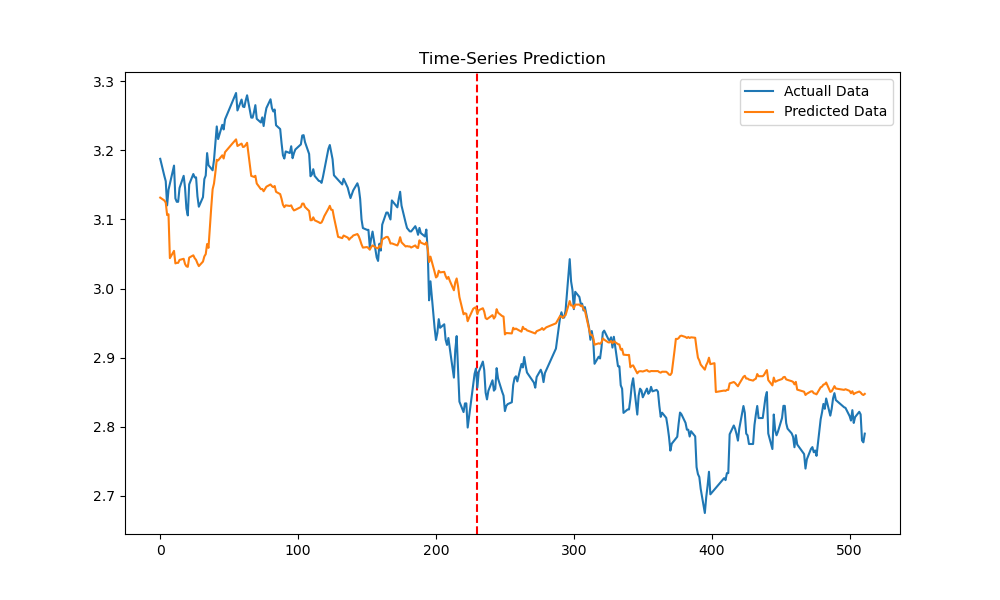 Time-Series Prediction
Actuall Data
Predicted Data
3.3
3.2
3.1
3.0
2.9
2.8
2.7
0 100 200 300 400 500